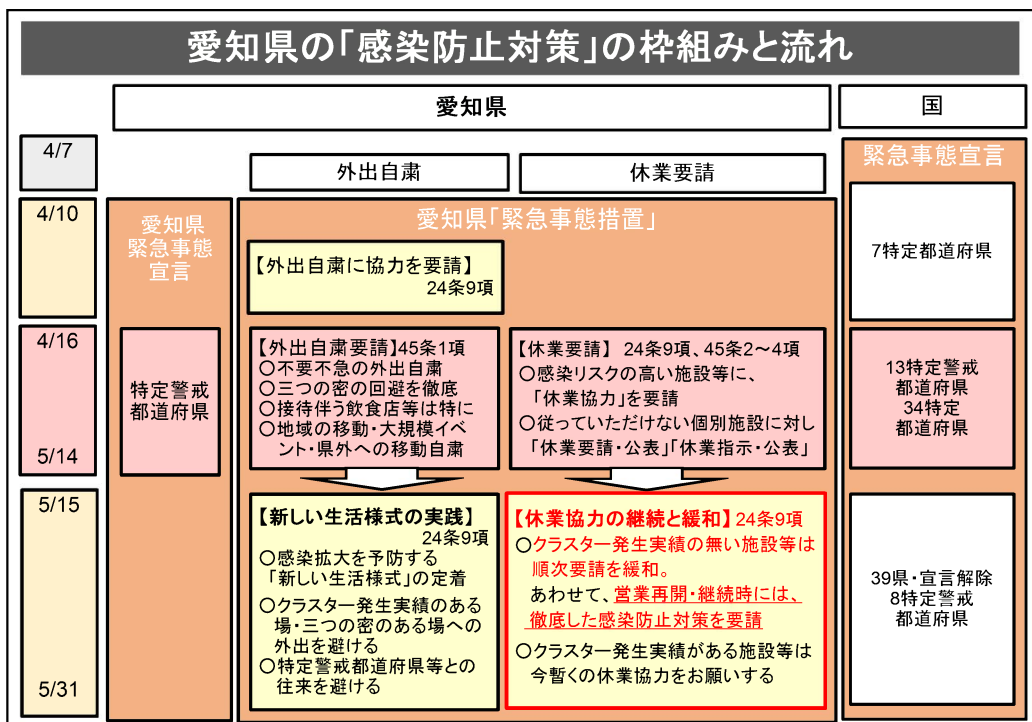 愛知県の「感染防止対策」の枠組みと流れ
愛知県
国
4/7
外出自粛
休業要請
緊急事態宣言
4/10
愛知県
緊急事態
宣言
愛知県「緊急事態措置」
【外出自粛に協力を要請】
24条9項
7特定都道府県
4/16
5/14
特定警戒
都道府県
【外出自粛要請】45条1項
○不要不急の外出自粛
○三つの密の回避を徹底
○接待伴う飲食店等は特に
○地域の移動・大規模イベ
ント・県外への移動自粛
【休業要請】 24条9項、45条2～4項
○感染リスクの高い施設等に、
「休業協力」を要請
○従っていただけない個別施設に対し
「休業要請・公表」「休業指示・公表」
13特定警戒
都道府県
34特定
都道府県
5/15
5/31
【新しい生活様式の実践】
24条9項
○感染拡大を予防する
「新しい生活様式」の定着
○クラスター発生実績のある
場・三つの密のある場への
外出を避ける
○特定警戒都道府県等との
往来を避ける
【休業協力の継続と緩和】24条9項
○クラスター発生実績の無い施設等は
順次要請を緩和。
あわせて、営業再開・継続時には、
徹底した感染防止対策を要請
○クラスター発生実績がある施設等は
今暫くの休業協力をお願いする
39県・宣言解除
8特定警戒
都道府県